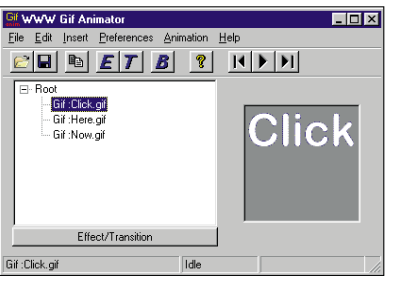 Gif WWW Gif Animator
File Edit Insert Preferences Animation Help
E T B ?
Root
Gif :Click.gif
Gif :Here.gif
Gif :Now.gif
Click
Effect/Transition
Gif :Click.gif Idle